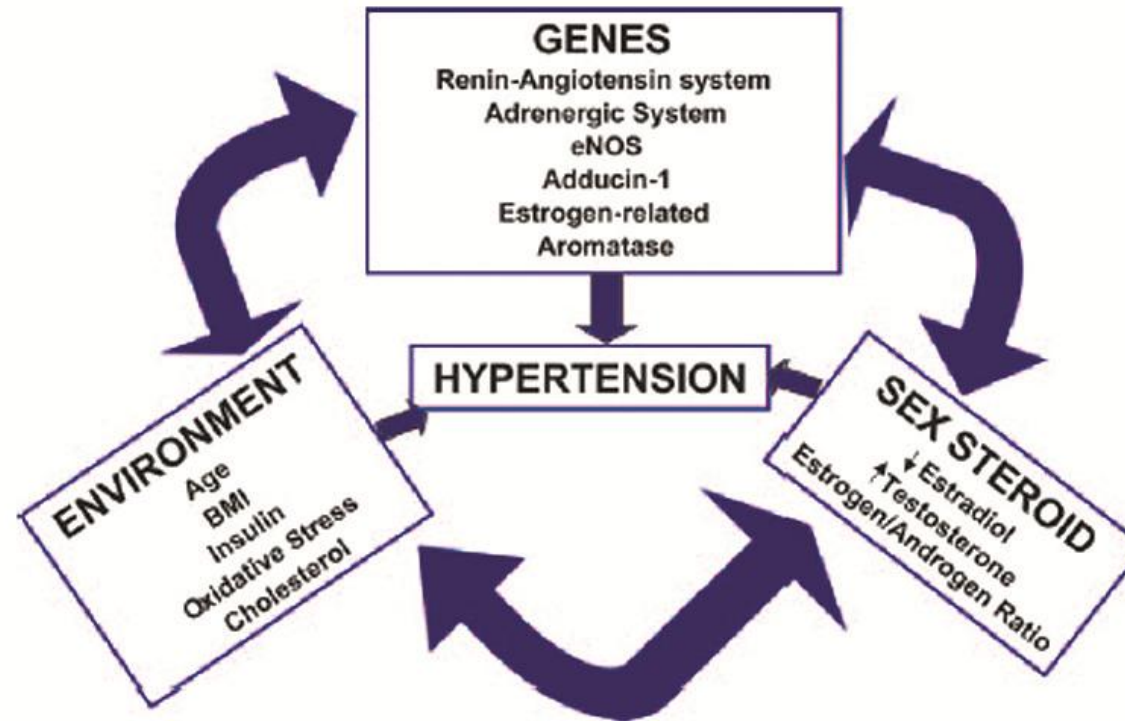 GENES
Renin-Angiotensin system
Adrenergic System
eNOS
Adducin-1
Estrogen-related
Aromatase
HYPERTENSION
ENVIRONMENT
Age
BMI
Insulin
Oxidative Stress
Cholesterol
SEX STEROID
↓ Estradiol
↑ Testosterone
Estrogen/Androgen Ratio